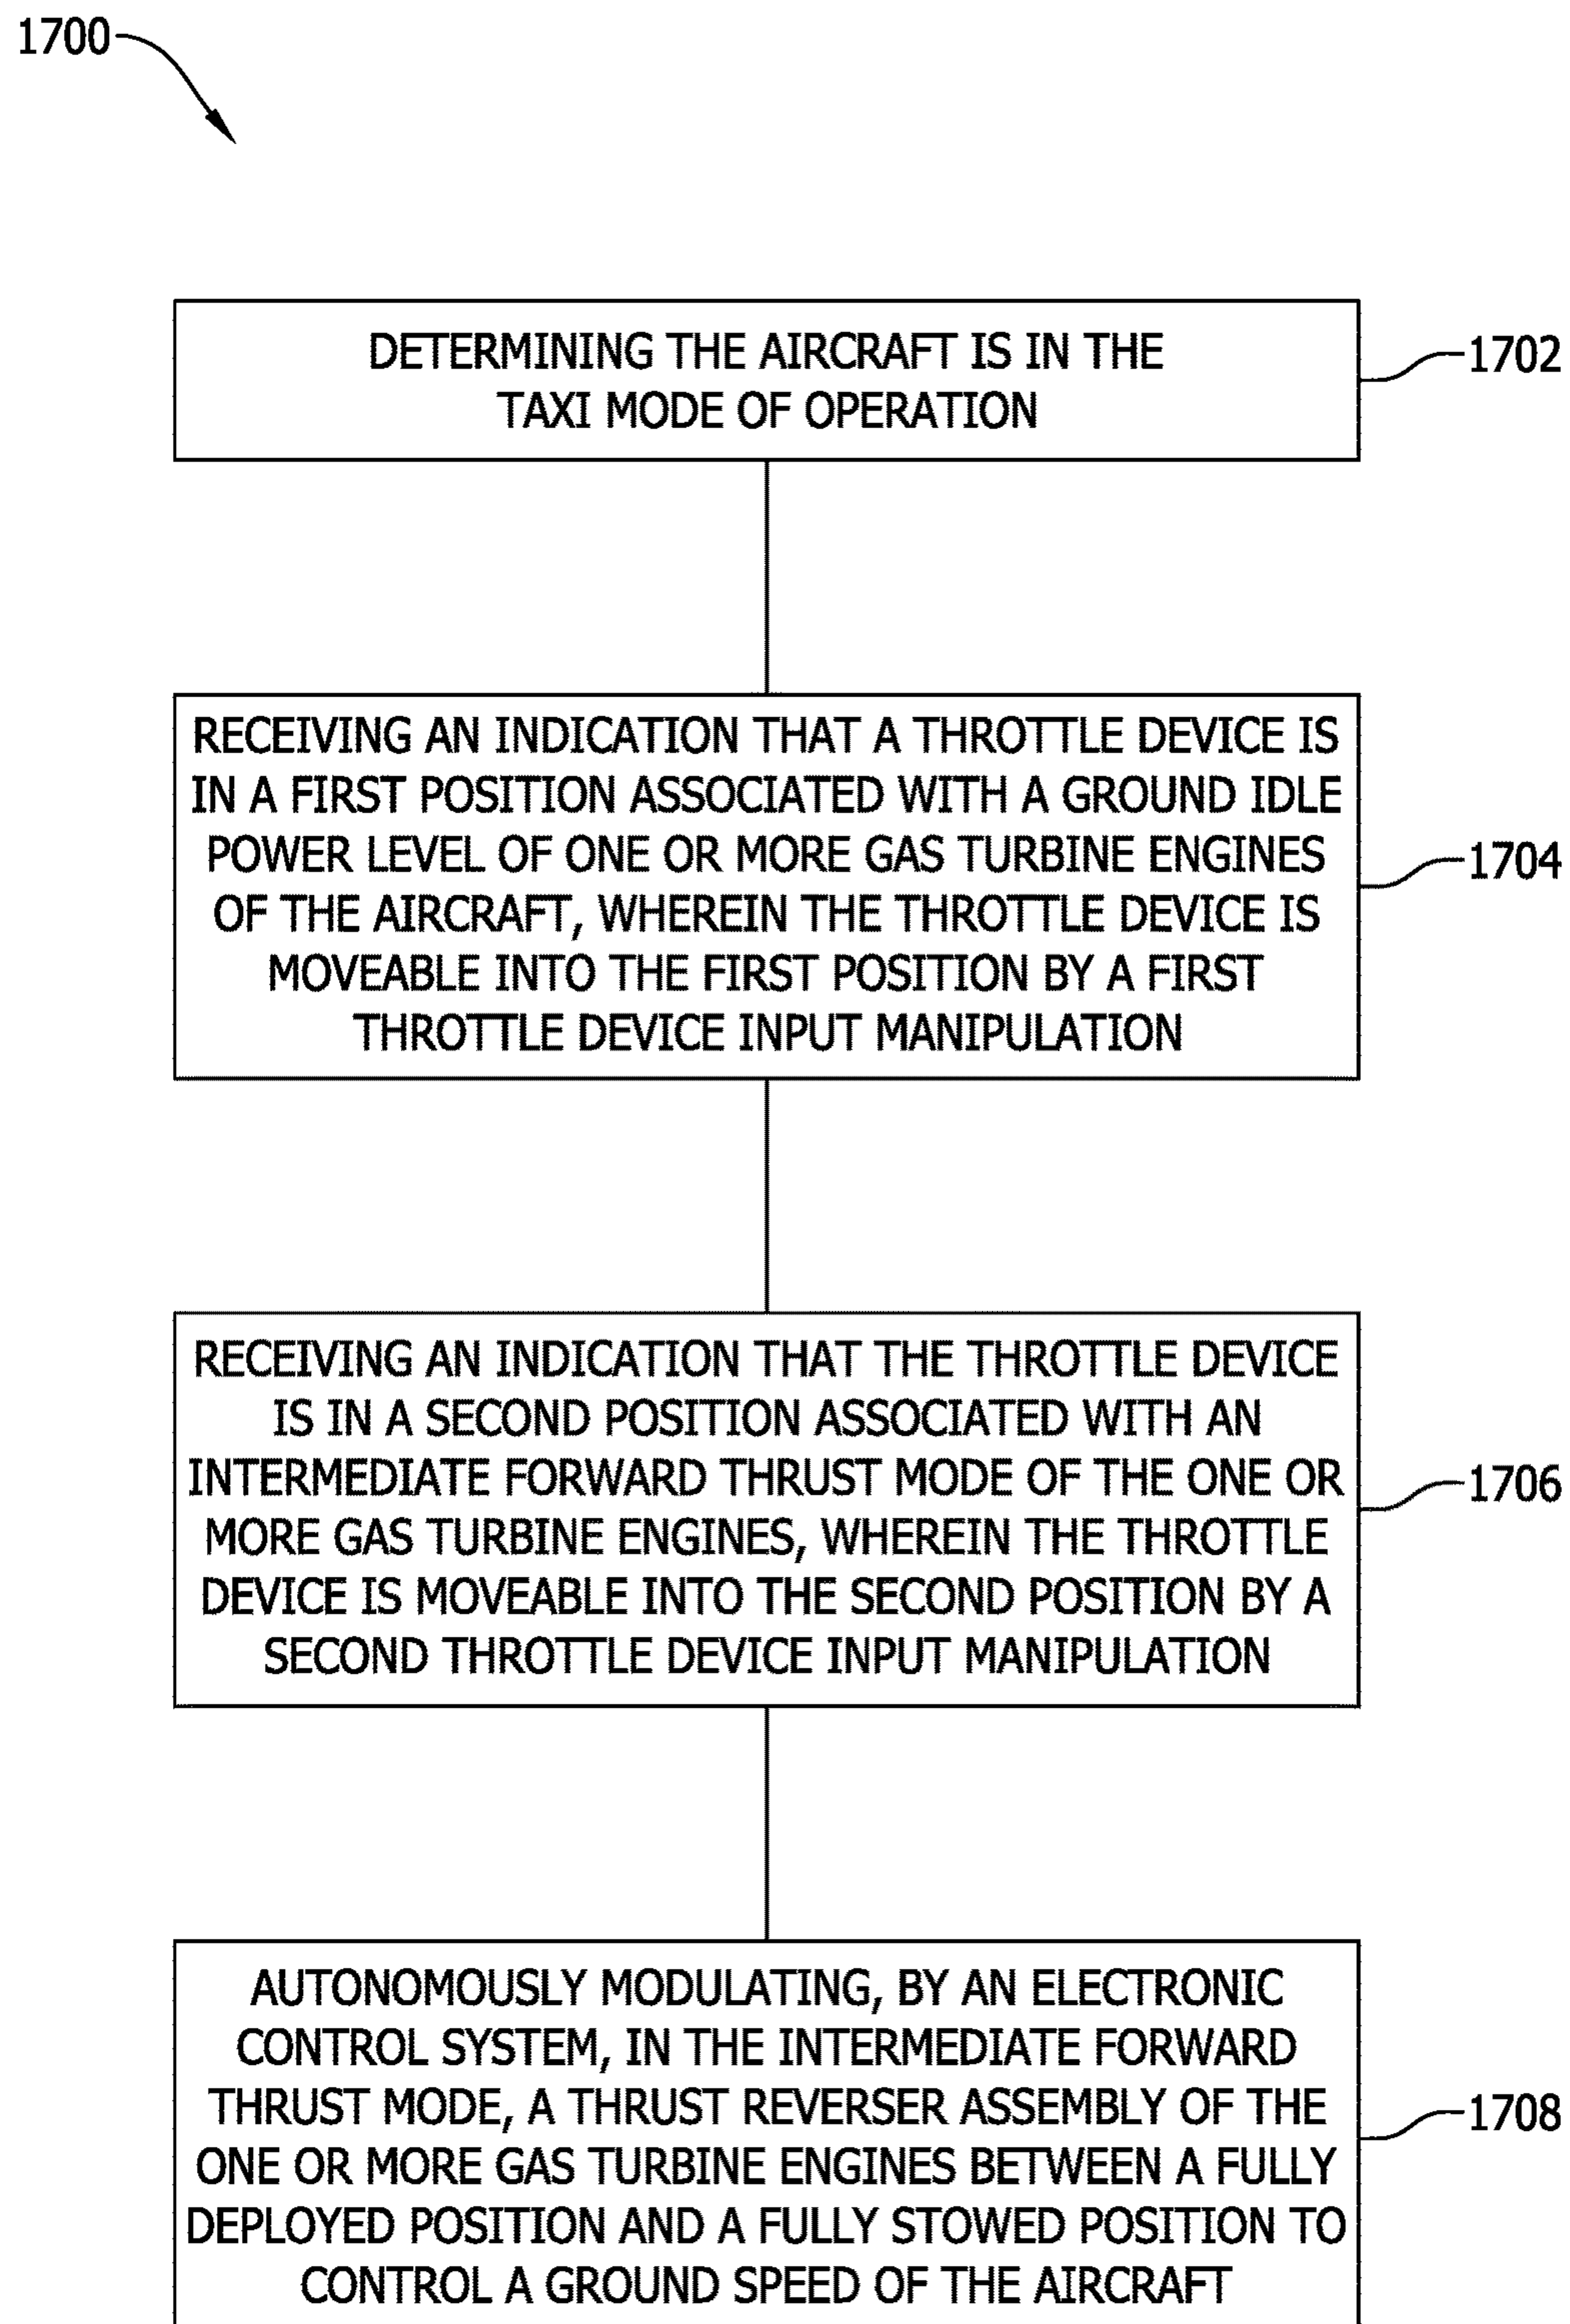 1700
DETERMINING THE AIRCRAFT IS IN THE
TAXI MODE OF OPERATION
1702
RECEIVING AN INDICATION THAT A THROTTLE DEVICE IS
IN A FIRST POSITION ASSOCIATED WITH A GROUND IDLE
POWER LEVEL OF ONE OR MORE GAS TURBINE ENGINES
OF THE AIRCRAFT, WHEREIN THE THROTTLE DEVICE IS
MOVEABLE INTO THE FIRST POSITION BY A FIRST
THROTTLE DEVICE INPUT MANIPULATION
1704
RECEIVING AN INDICATION THAT THE THROTTLE DEVICE
IS IN A SECOND POSITION ASSOCIATED WITH AN
INTERMEDIATE FORWARD THRUST MODE OF THE ONE OR
MORE GAS TURBINE ENGINES, WHEREIN THE THROTTLE
DEVICE IS MOVEABLE INTO THE SECOND POSITION BY A
SECOND THROTTLE DEVICE INPUT MANIPULATION
1706
AUTONOMOUSLY MODULATING, BY AN ELECTRONIC
CONTROL SYSTEM, IN THE INTERMEDIATE FORWARD
THRUST MODE, A THRUST REVERSER ASSEMBLY OF THE
ONE OR MORE GAS TURBINE ENGINES BETWEEN A FULLY
DEPLOYED POSITION AND A FULLY STOWED POSITION TO
CONTROL A GROUND SPEED OF THE AIRCRAFT
1708